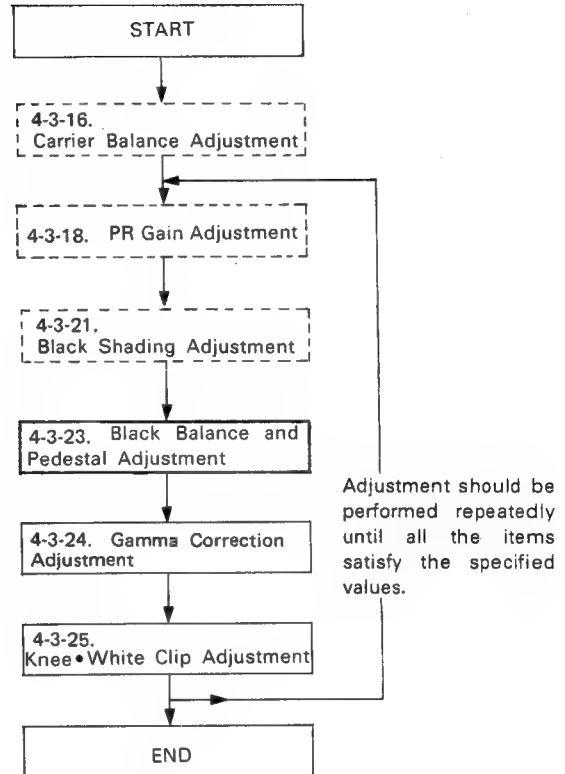 START
4-3-16.
Carrier Balance Adjustment
4-3-18. PR Gain Adjustment
4-3-21.
Black Shading Adjustment
4-3-23. Black Balance and
Pedestal Adjustment
4-3-24. Gamma Correction
Adjustment
4-3-25.
Knee•White Clip Adjustment
Adjustment should be
performed repeatedly
until all the items
satisfy the specified
values.
END